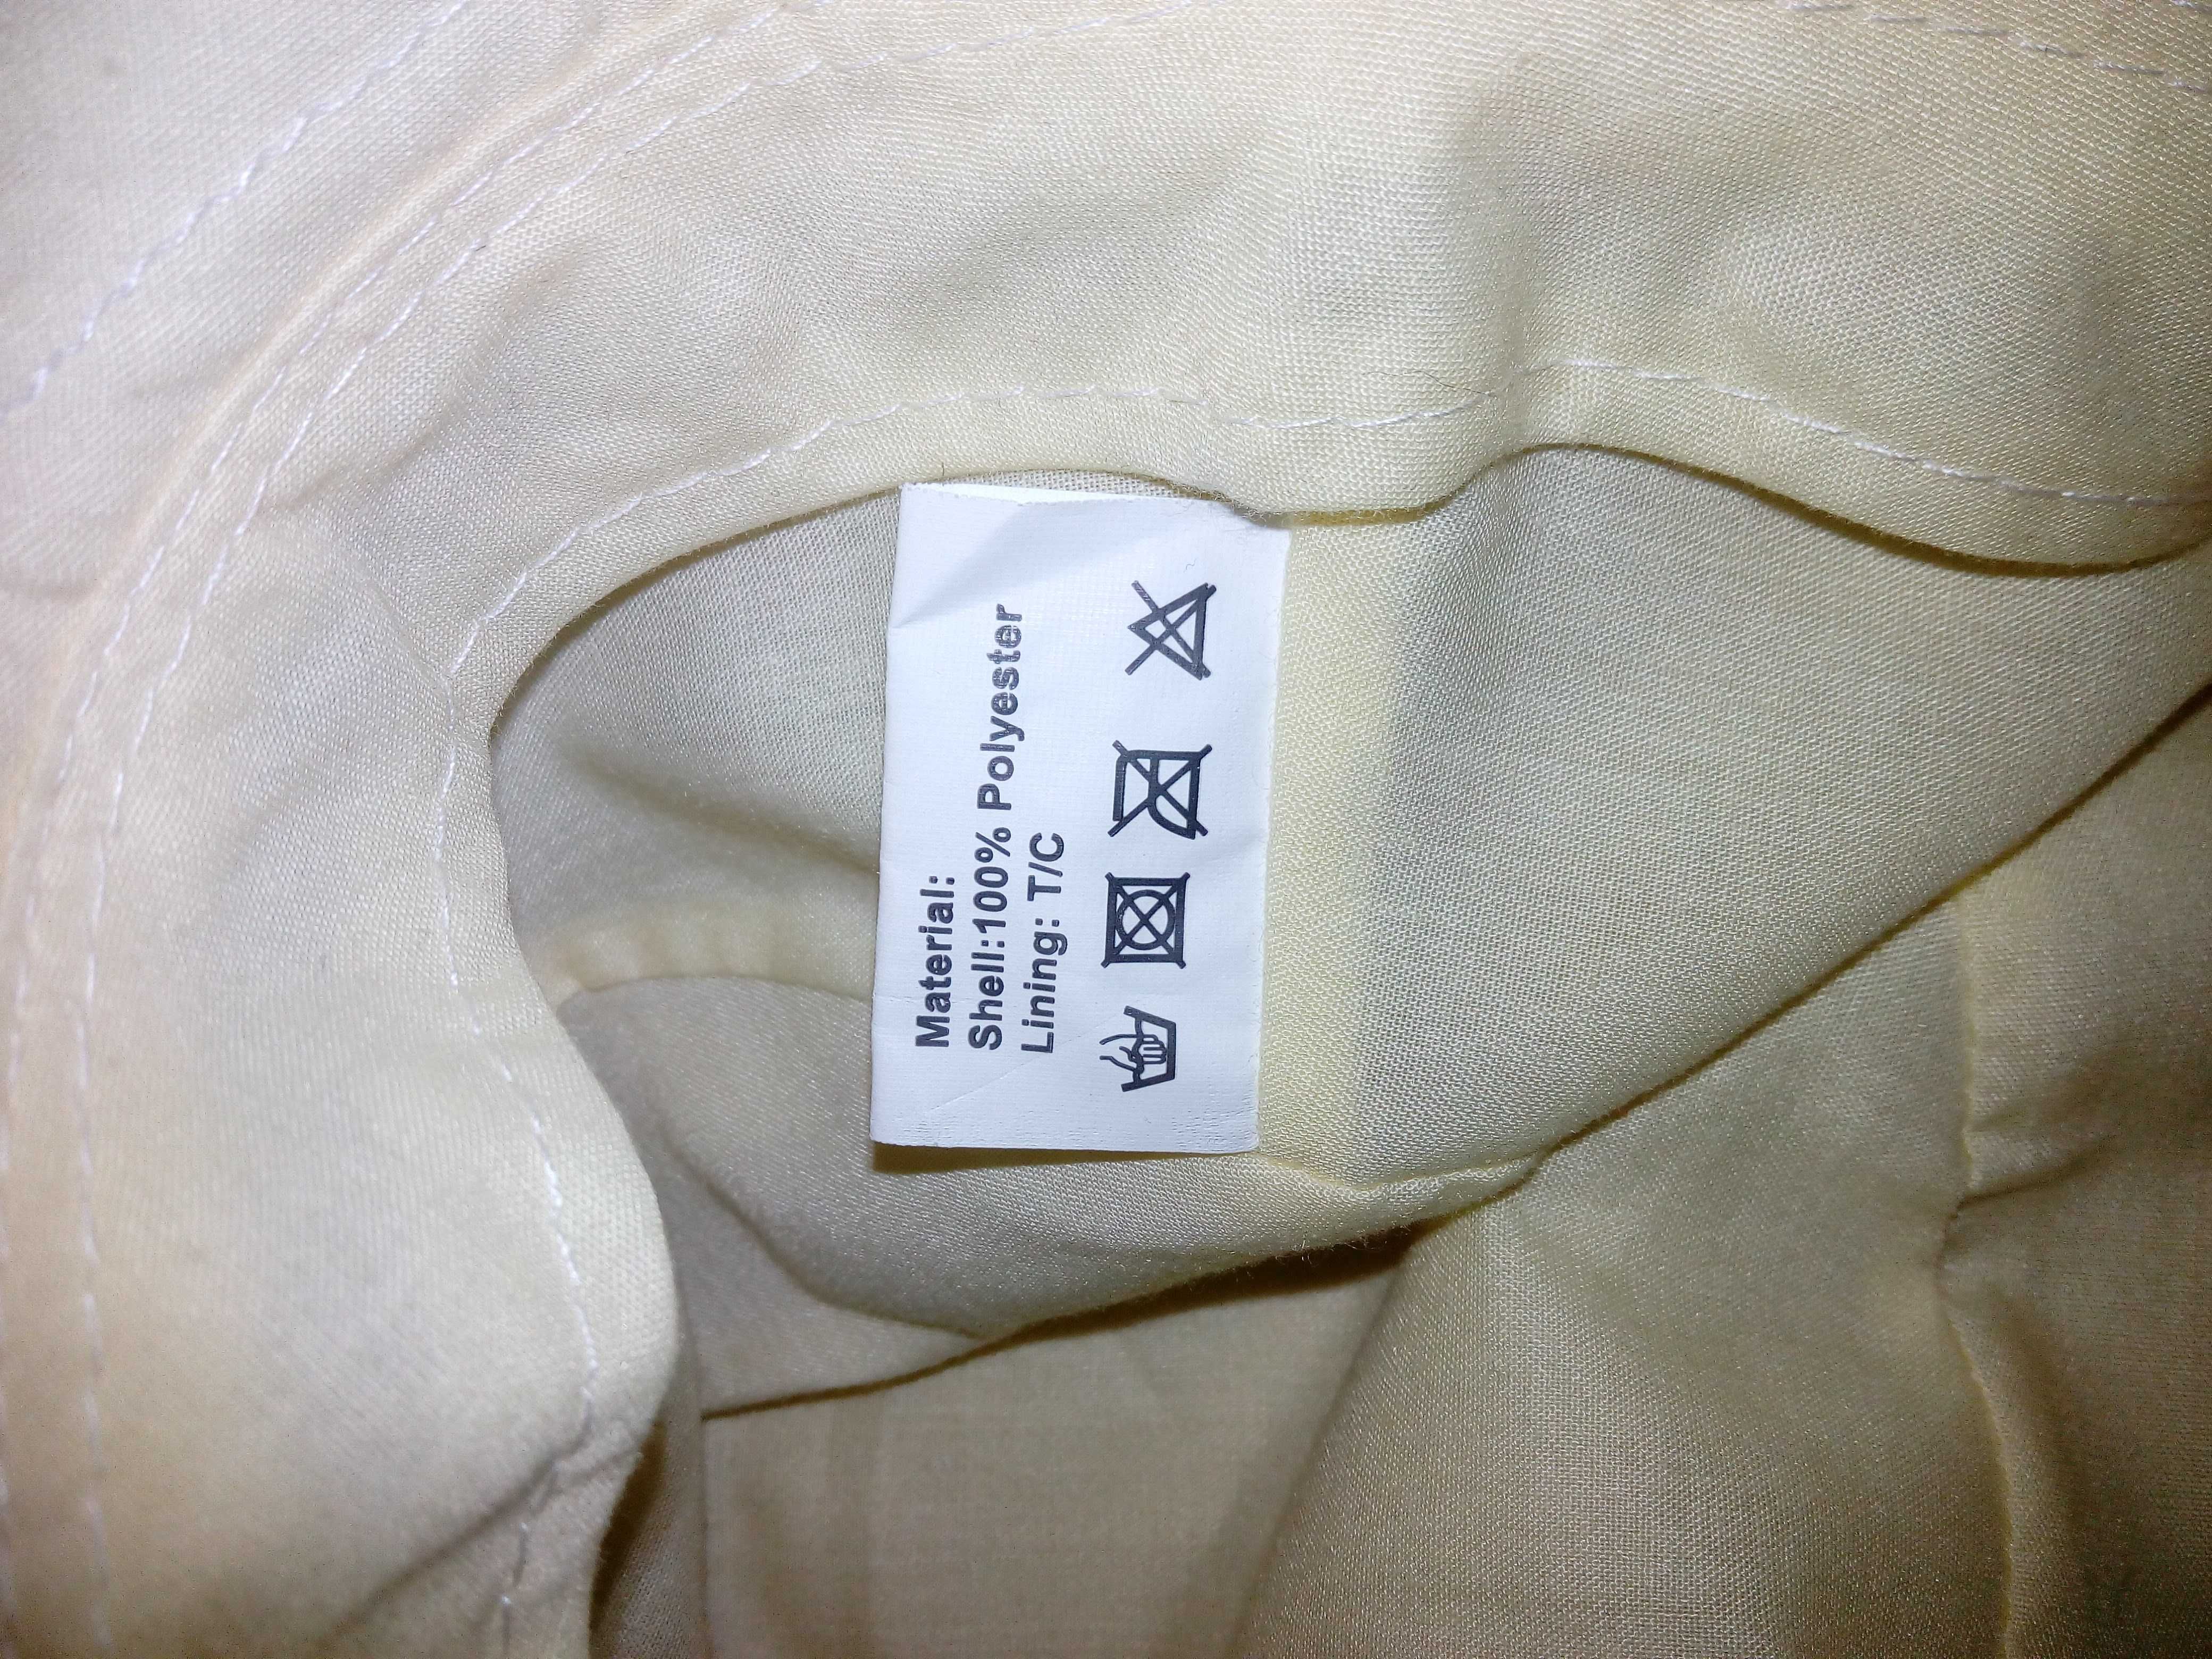 Material:
Shell:100% Polyester
Lining: T/C